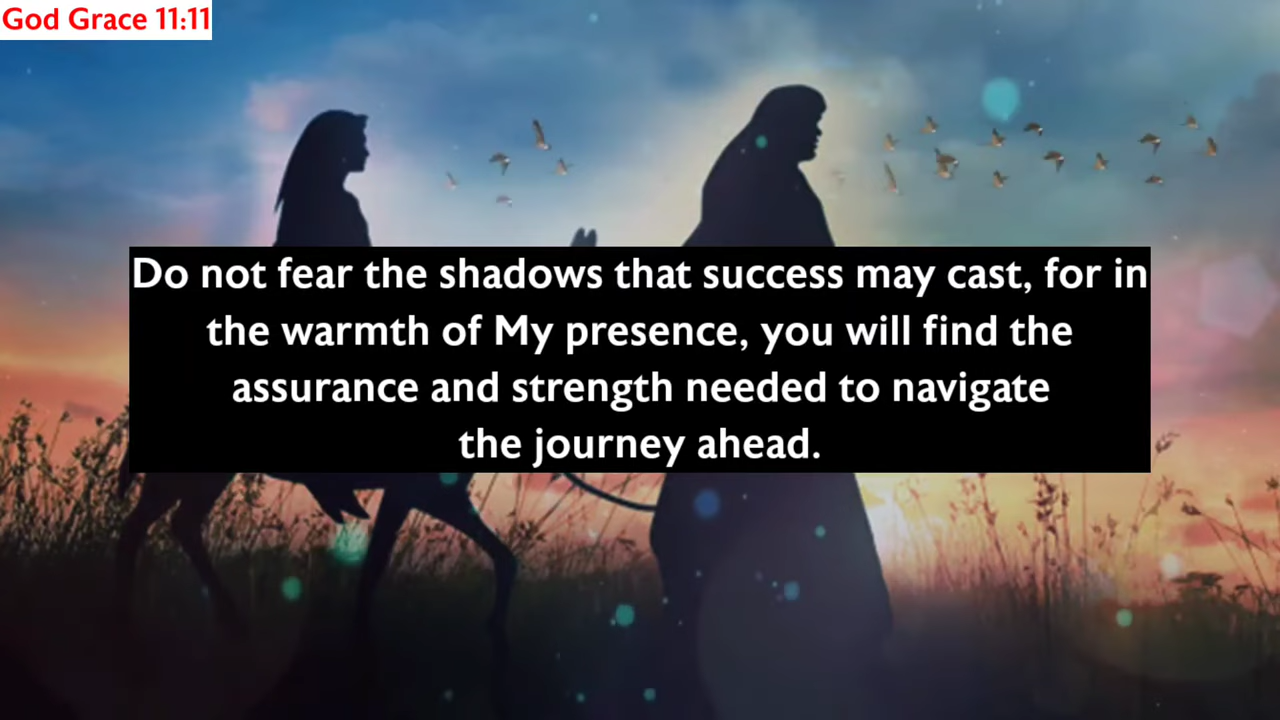 God Grace 11:11
Do not fear the shadows that success may cast, for in
the warmth of My presence, you will find the
assurance and strength needed to navigate
the journey ahead.